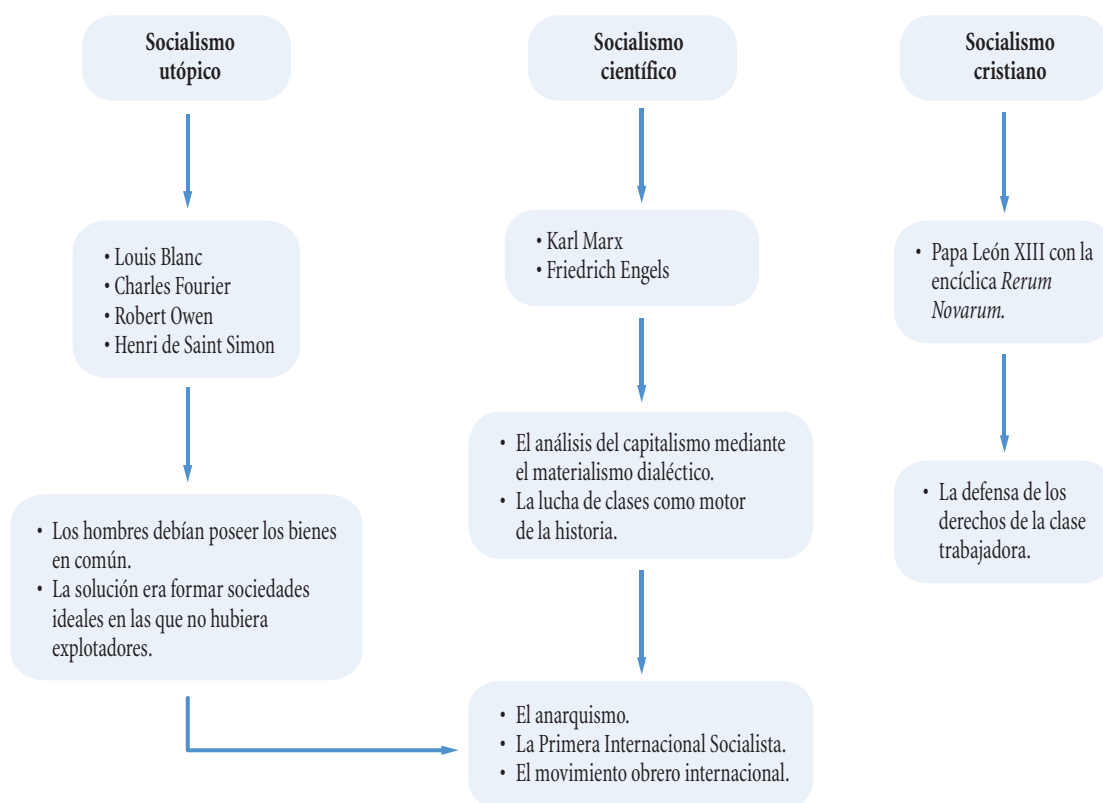 Socialismo
utópico
Socialismo
científico
Socialismo
cristiano
• Louis Blanc
• Charles Fourier
• Robert Owen
• Henri de Saint Simon
• Karl Marx
• Friedrich Engels
• Papa León XIII con la
encíclica Rerum
Novarum.
• Los hombres debían poseer los bienes
en común.
• La solución era formar sociedades
ideales en las que no hubiera
explotadores.
• El análisis del capitalismo mediante
el materialismo dialéctico.
• La lucha de clases como motor
de la historia.
• La defensa de los
derechos de la clase
trabajadora.
• El anarquismo.
• La Primera Internacional Socialista.
• El movimiento obrero internacional.